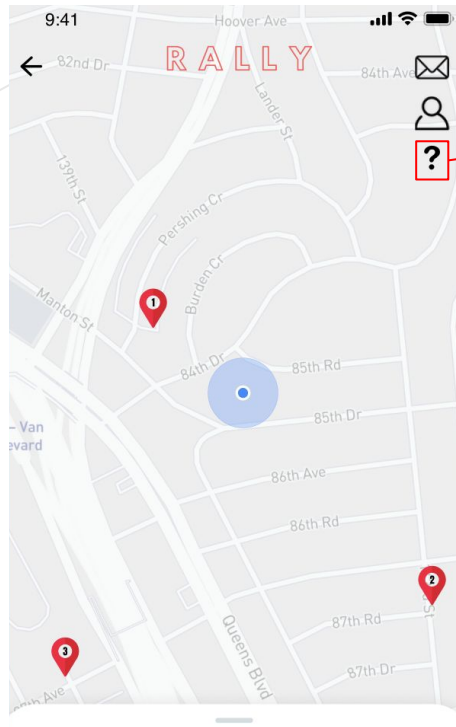 9:41
Hoover Ave
82nd Dr
RALLY
84th Ave
Lander St
?
139th St
Pershing Cr
Burden Cr
Manton St
1
84th Dr
85th Rd
– Van
evard
85th Dr
86th Ave
86th Rd
2
St
87th Rd
Queens Blvd
3
87th Dr
Ave